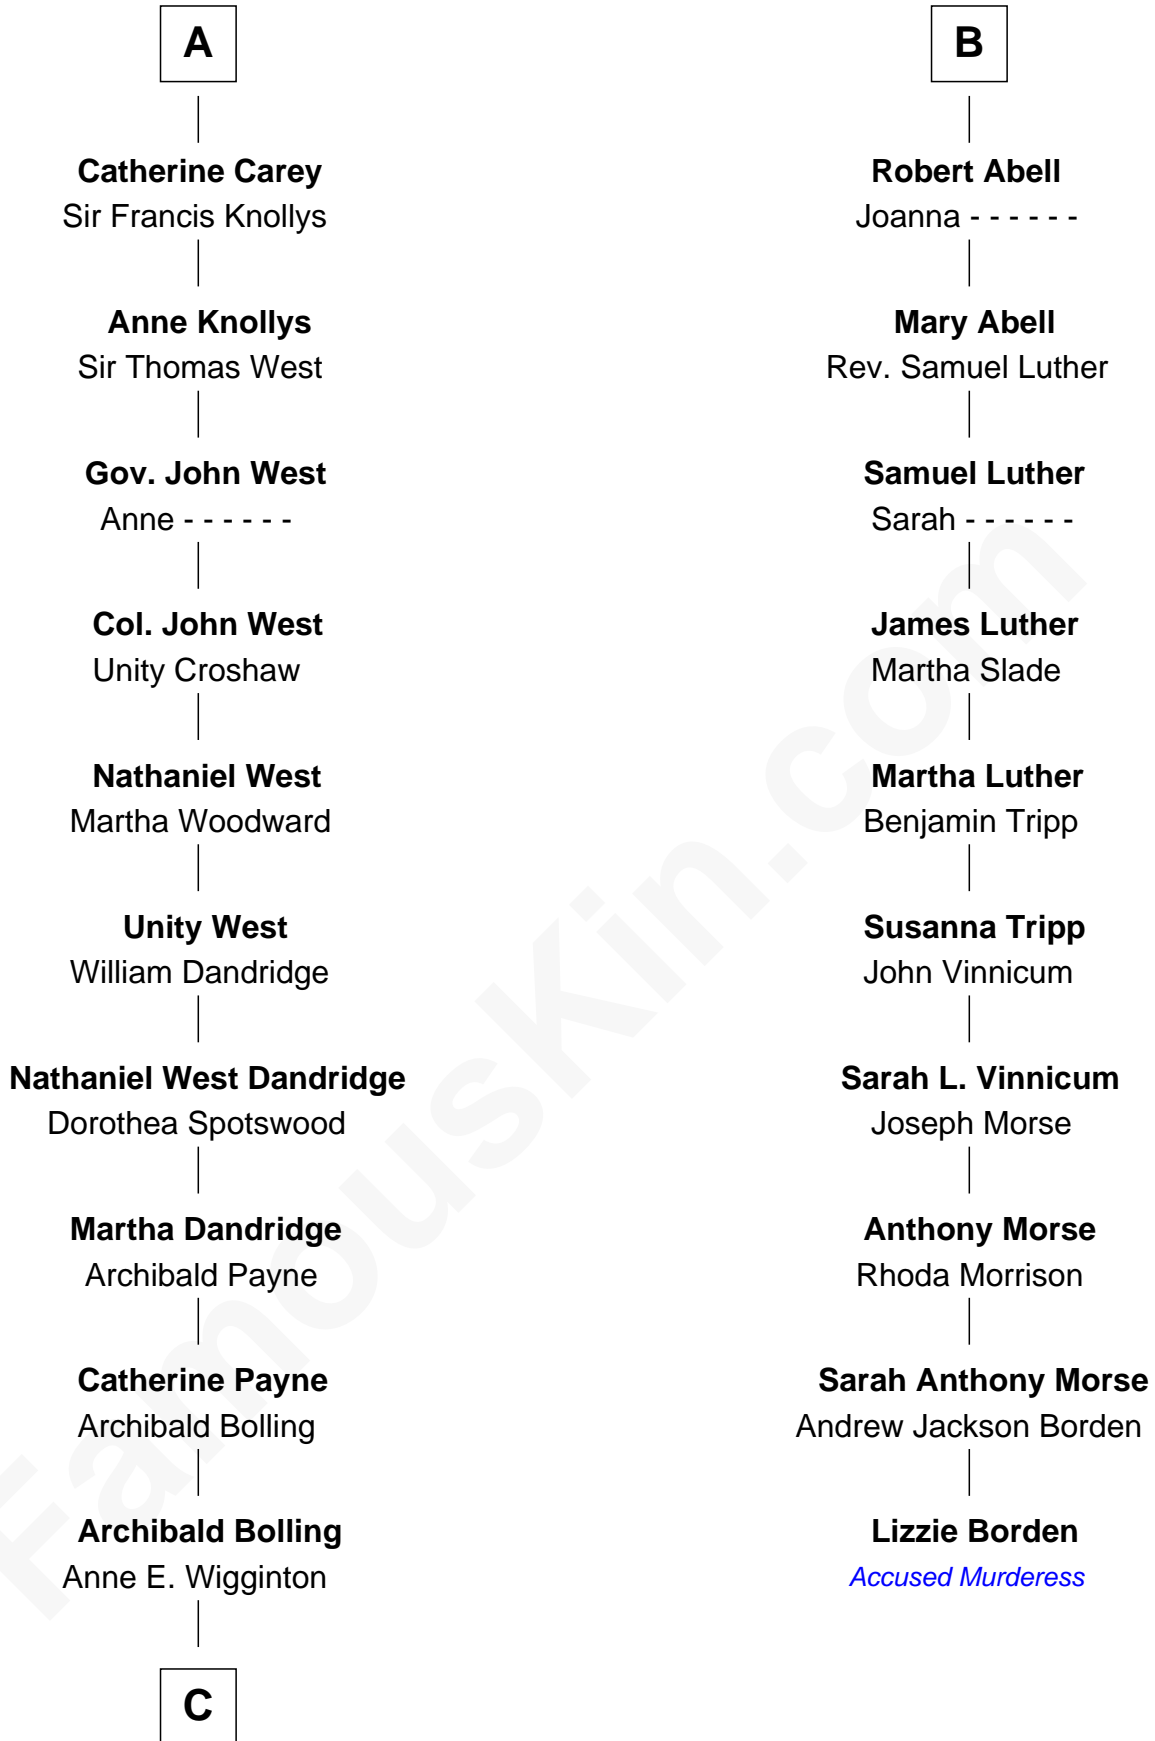 A
Catherine Carey
Sir Francis Knollys
Anne Knollys
Sir Thomas West
Gov. John West
Anne - - - - - -
Col. John West
Unity Croshaw
Nathaniel West
Martha Woodward
Unity West
William Dandridge
Nathaniel West Dandridge
Dorothea Spotswood
Martha Dandridge
Archibald Payne
Catherine Payne
Archibald Bolling
Archibald Bolling
Anne E. Wigginton
C
B
Robert Abell
Joanna - - - - - -
Mary Abell
Rev. Samuel Luther
Samuel Luther
Sarah - - - - - -
James Luther
Martha Slade
Martha Luther
Benjamin Tripp
Susanna Tripp
John Vinnicum
Sarah L. Vinnicum
Joseph Morse
Anthony Morse
Rhoda Morrison
Sarah Anthony Morse
Andrew Jackson Borden
Lizzie Borden
Accused Murderess
FamousKin.com